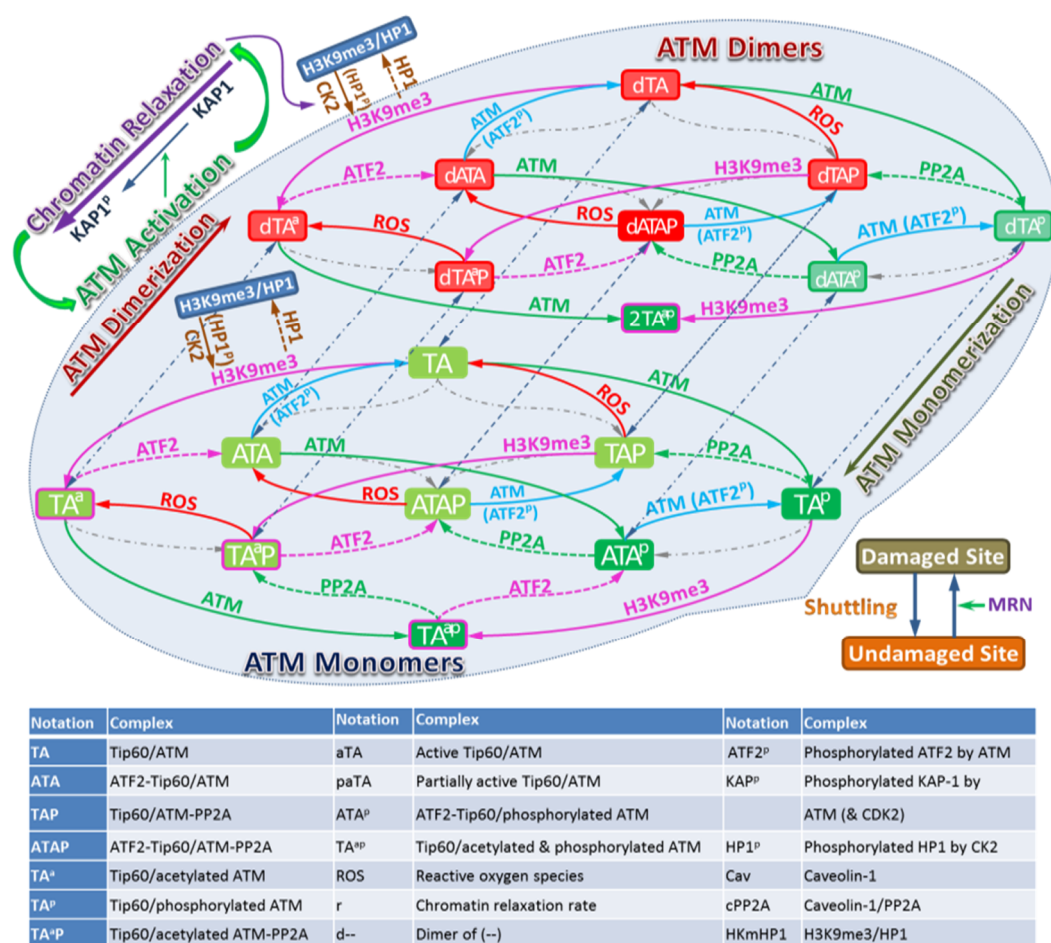 ATM Dimers
H3K9me3/HP1
CK2
(HP1ᵖ)
HP1
Chromatin Relaxation
KAP1
KAP1ᵖ
ATM Activation
ATM Dimerization
dTA
H3K9me3
ATM
(ATF2ᵖ)
ROS
ATM
ATF2
dATA
ATM
H3K9me3
dTAP
PP2A
dTAᵃ
ROS
ROS
dATAP
ATM
(ATF2ᵖ)
ATM (ATF2ᵖ)
dTAᵖ
dTAᵃP
ATF2
PP2A
dATAᵖ
ATM
2TAᵃᵖ
H3K9me3
H3K9me3/HP1
(HP1ᵖ)
CK2
HP1
ATM Monomerization
TA
H3K9me3
ATM
(ATF2ᵖ)
ROS
ATM
ATF2
ATA
ATM
H3K9me3
TAP
PP2A
TAᵃ
ROS
ROS
ATAP
ATM
(ATF2ᵖ)
ATM (ATF2ᵖ)
TAᵖ
TAᵃP
ATF2
PP2A
ATAᵖ
ATM
PP2A
ATF2
H3K9me3
TAᵃᵖ
ATM Monomers
Damaged Site
Shuttling
MRN
Undamaged Site
Notation Complex Notation Complex Notation Complex
TA Tip60/ATM aTA Active Tip60/ATM ATF2ᵖ Phosphorylated ATF2 by ATM
ATA ATF2-Tip60/ATM paTA Partially active Tip60/ATM KAPᵖ Phosphorylated KAP-1 by
TAP Tip60/ATM-PP2A ATAᵖ ATF2-Tip60/phosphorylated ATM ATM (& CDK2)
ATAP ATF2-Tip60/ATM-PP2A TAᵃᵖ Tip60/acetylated & phosphorylated ATM HP1ᵖ Phosphorylated HP1 by CK2
TAᵃ Tip60/acetylated ATM ROS Reactive oxygen species Cav Caveolin-1
TAᵖ Tip60/phosphorylated ATM r Chromatin relaxation rate cPP2A Caveolin-1/PP2A
TAᵃP Tip60/acetylated ATM-PP2A d-- Dimer of (--) HKmHP1 H3K9me3/HP1